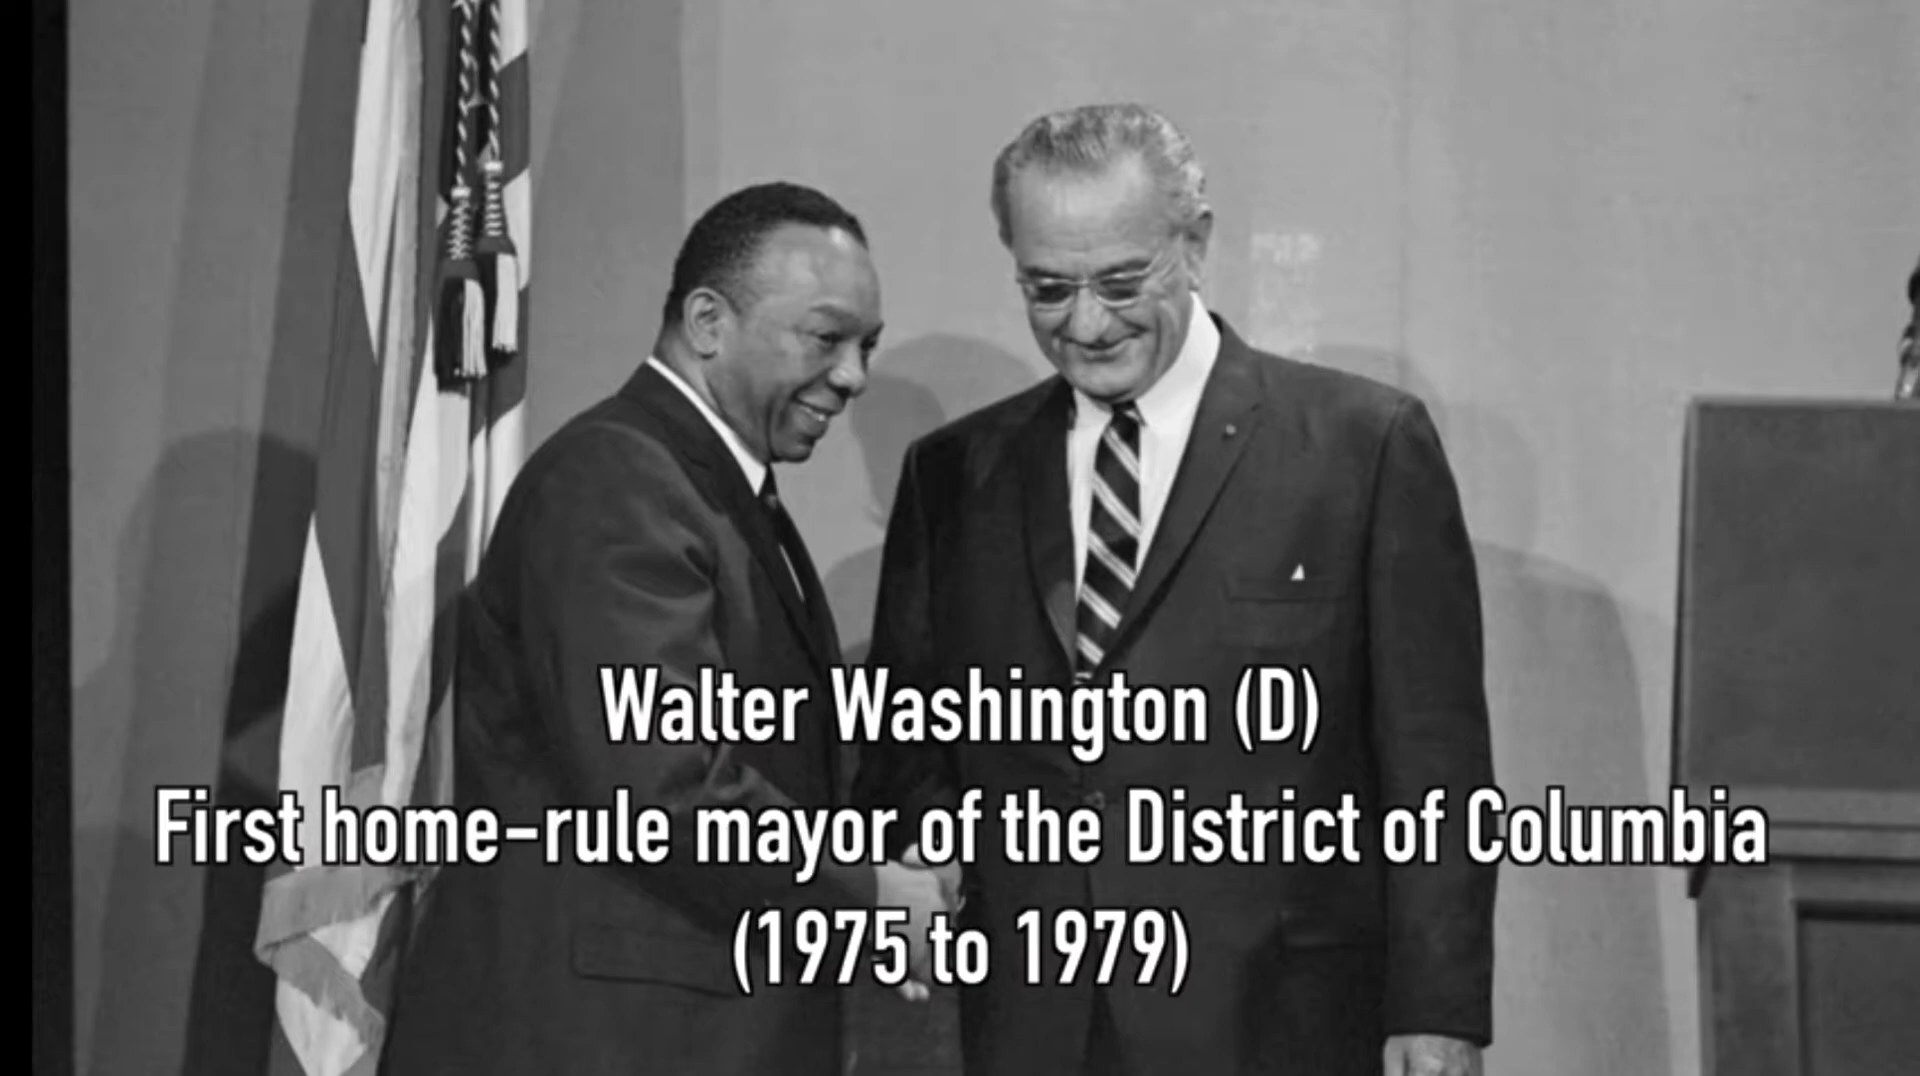 Walter Washington (D)
First home-rule mayor of the District of Columbia
(1975 to 1979)